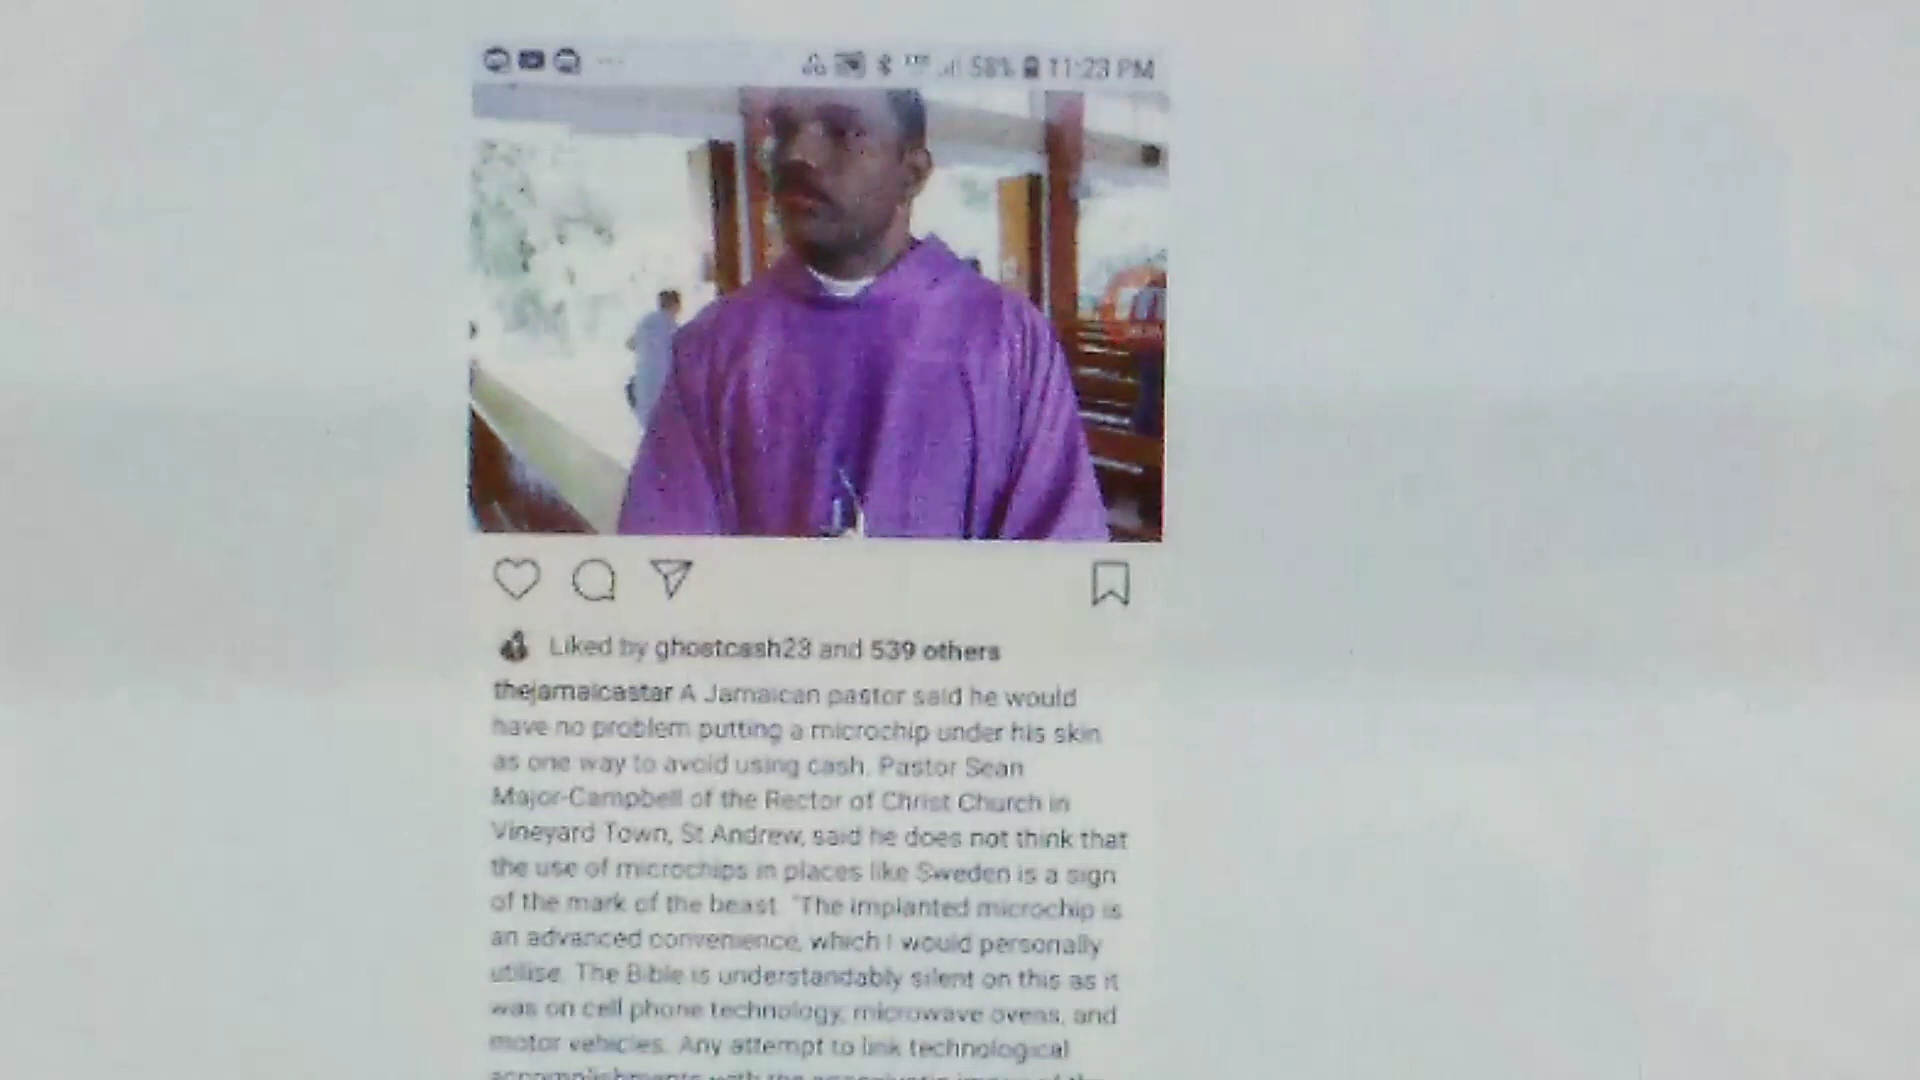 58% 11:23 PM
Liked by ghostcash23 and 539 others
thejamaicastar A Jamaican pastor said he would
have no problem putting a microchip under his skin
as one way to avoid using cash. Pastor Sean
Major-Campbell of the Rector of Christ Church in
Vineyard Town, St Andrew, said he does not think that
the use of microchips in places like Sweden is a sign
of the mark of the beast. "The implanted microchip is
an advanced convenience, which I would personally
utilise. The Bible is understandably silent on this as it
was on cell phone technology, microwave ovens, and
motor vehicles. Any attempt to link technological
accomplishments with the